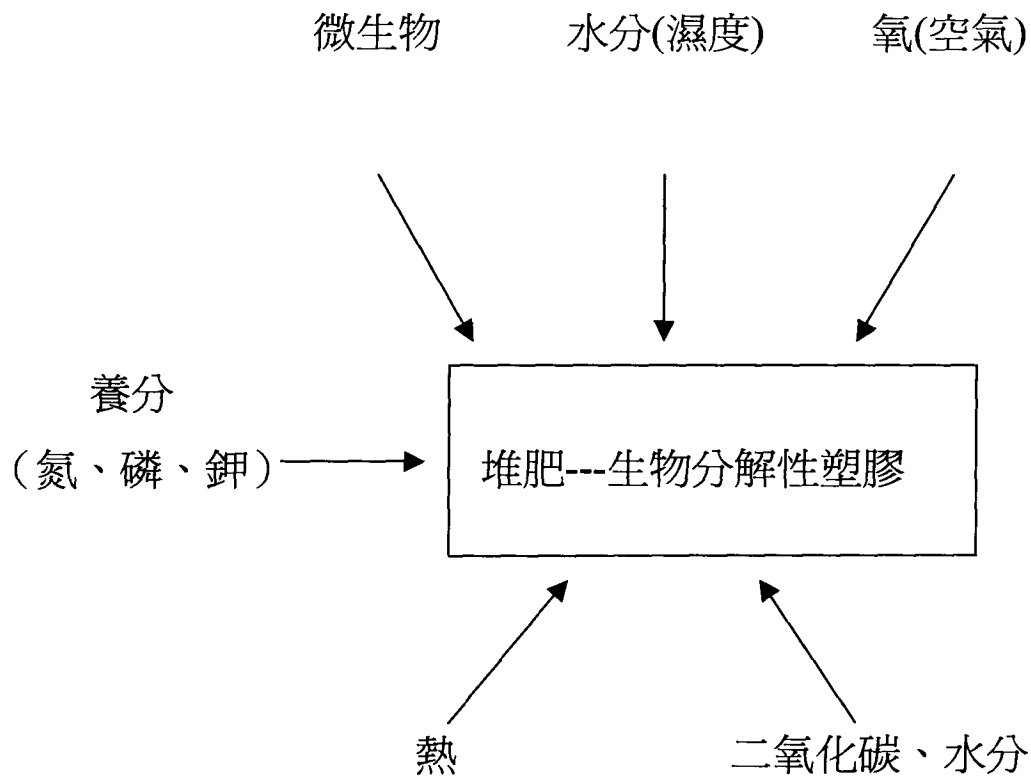 微生物 水分(濕度) 氧(空氣)
養分
（氮、磷、鉀）
堆肥---生物分解性塑膠
熱 二氧化碳、水分